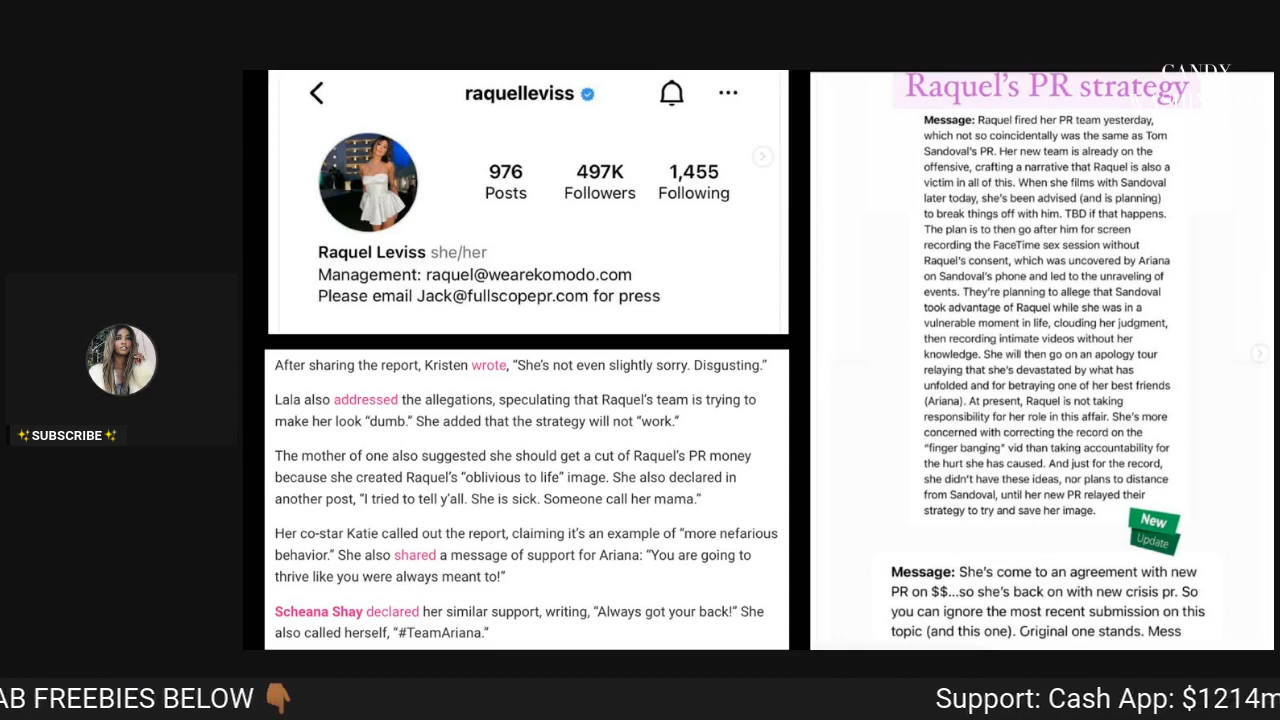 raquelleviss
976
497K
1,455
Posts
Followers
Following
Raquel Leviss she/her
Management: raquel@wearekomodo.com
Please email Jack@fullscopepr.com for press
After sharing the report, Kristen wrote, “She’s not even slightly sorry. Disgusting.”
Lala also addressed the allegations, speculating that Raquel’s team is trying to
make her look “dumb.” She added that the strategy will not “work.”
The mother of one also suggested she should get a cut of Raquel’s PR money
because she created Raquel’s “oblivious to life” image. She also declared in
another post, “I tried to tell y’all. She is sick. Someone call her mama.”
Her co-star Katie called out the report, claiming it’s an example of “more nefarious
behavior.” She also shared a message of support for Ariana: “You are going to
thrive like you were always meant to!”
Scheana Shay declared her similar support, writing, “Always got your back!” She
also called herself, “#TeamAriana.”
CANDY
Raquel’s PR strategy
Message: Raquel fired her PR team yesterday,
which not so coincidentally was the same as Tom
Sandoval’s PR. Her new team is already on the
offensive, crafting a narrative that Raquel is also a
victim in all of this. When she films with Sandoval
later today, she’s been advised (and is planning)
to break things off with him. TBD if that happens.
The plan is to then go after him for screen
recording the FaceTime sex session without
Raquel’s consent, which was uncovered by Ariana
on Sandoval’s phone and led to the unraveling of
events. They’re planning to allege that Sandoval
took advantage of Raquel while she was in a
vulnerable moment in life, clouding her judgment,
then recording intimate videos without her
knowledge. She will then go on an apology tour
relaying that she’s devastated by what has
unfolded and for betraying one of her best friends
(Ariana). At present, Raquel is not taking
responsibility for her role in this affair. She’s more
concerned with correcting the record on the
“finger banging” vid than taking accountability for
the hurt she has caused. And just for the record,
she didn’t have these ideas, nor plans to distance
from Sandoval, until her new PR relayed their
strategy to try and save her image.
New
Update
Message: She’s come to an agreement with new
PR on $$...so she’s back on with new crisis pr. So
you can ignore the most recent submission on this
topic (and this one). Original one stands. Mess
✨SUBSCRIBE✨
AB FREEBIES BELOW 👇🏾
Support: Cash App: $1214m